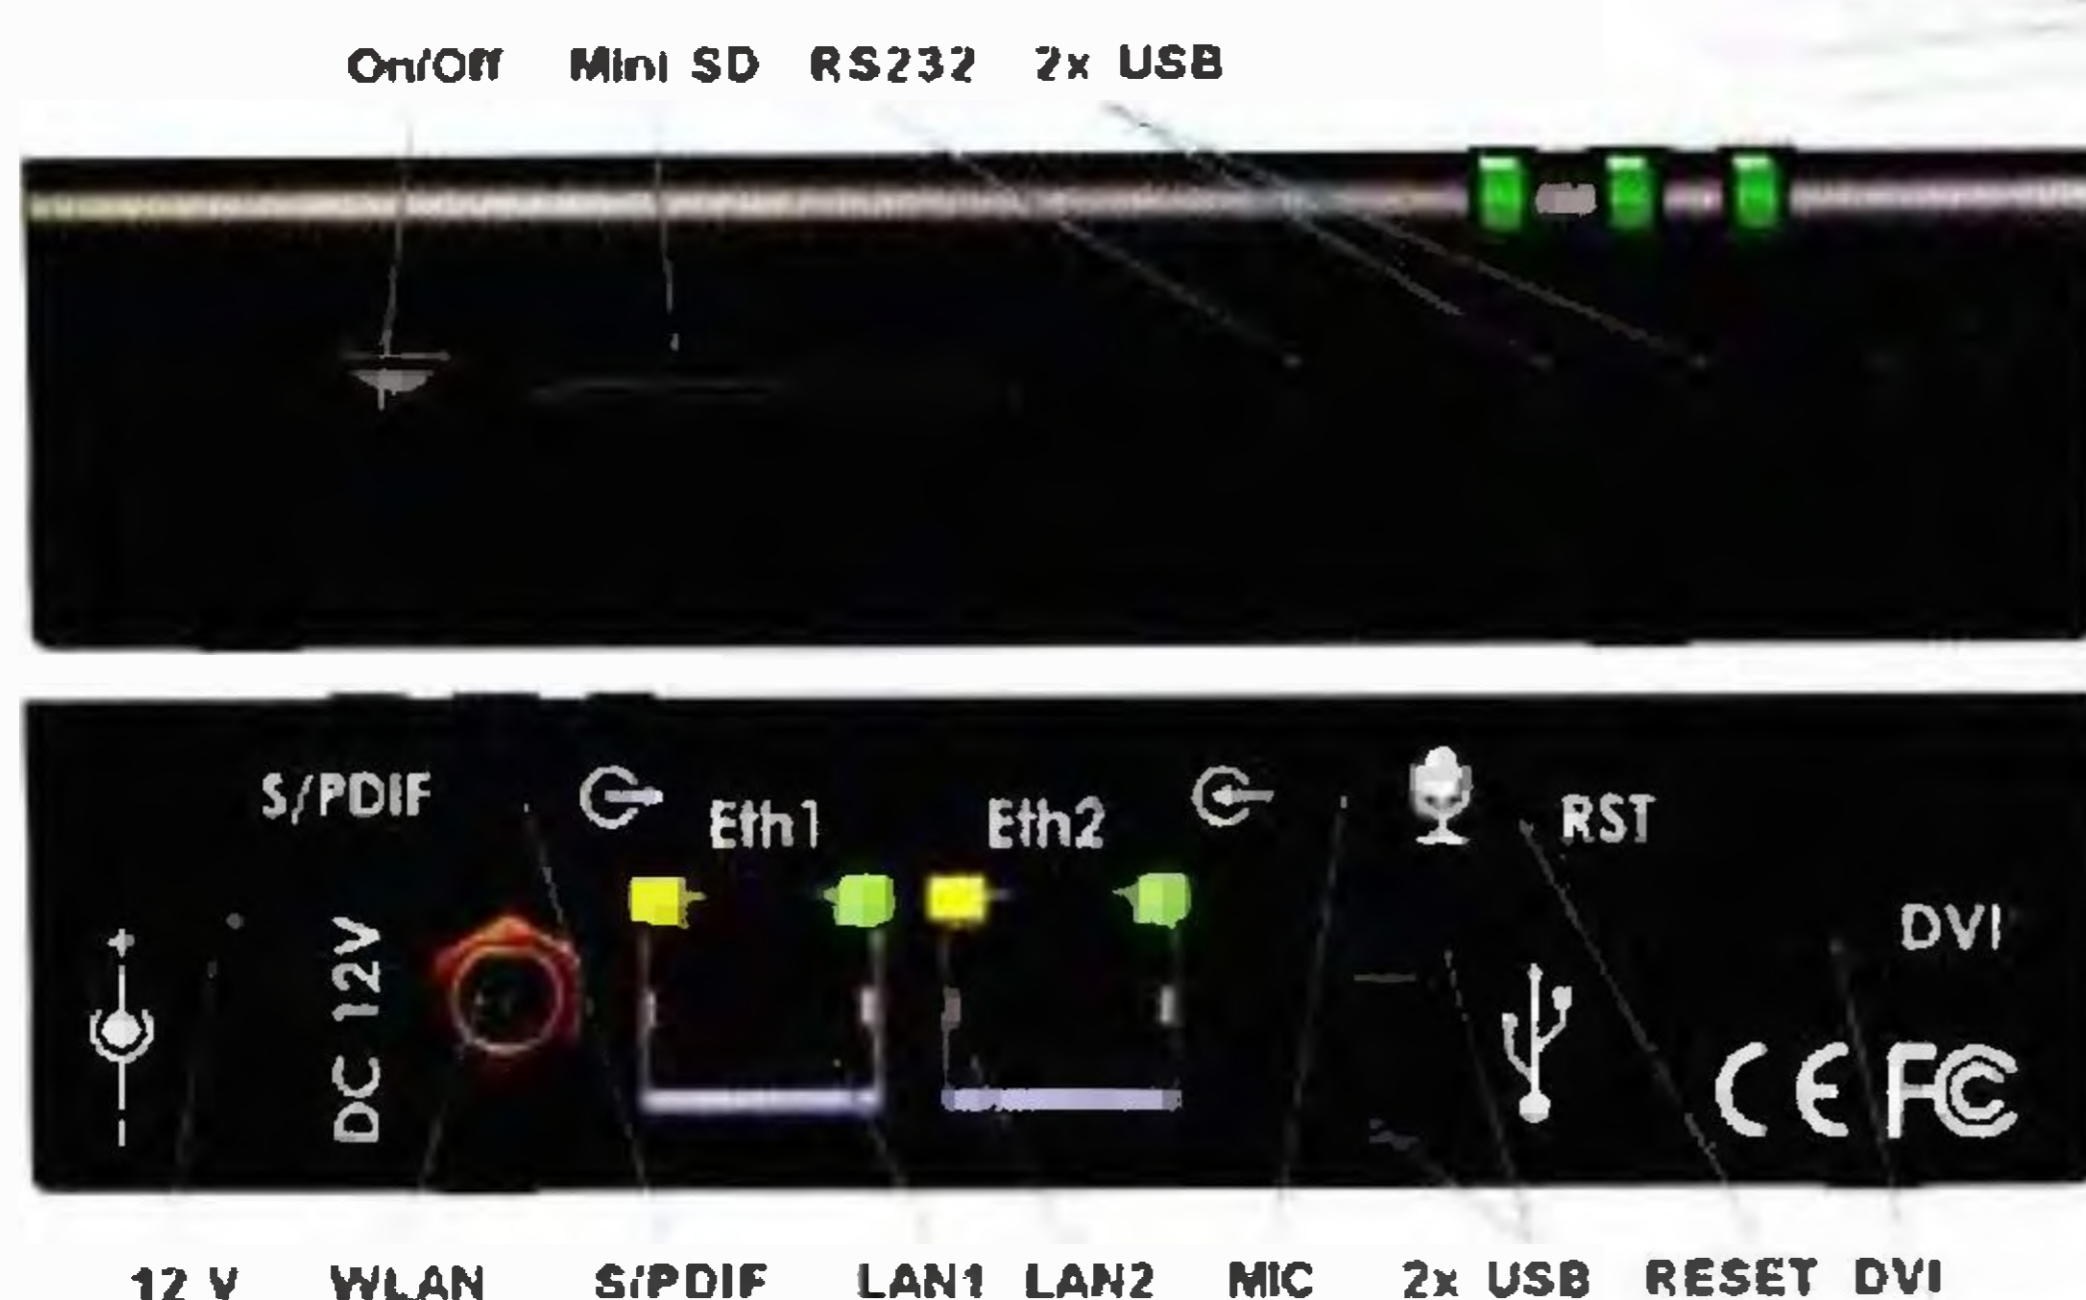 On/Off Mini SD RS232 2x USB
S/PDIF Eth1 Eth2 RST
DVI
DC 12V
CE FC
12 V WLAN S/PDIF LAN1 LAN2 MIC 2x USB RESET DVI